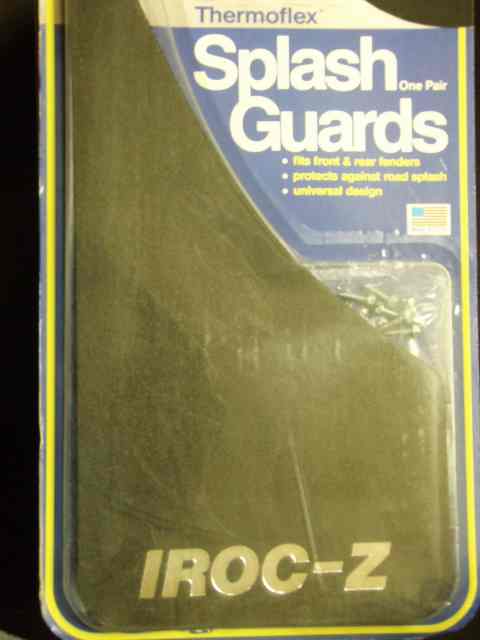 Thermoflex
Splash
One Pair
Guards
• fits front & rear fenders
• protects against road splash
• universal design
IROC-Z